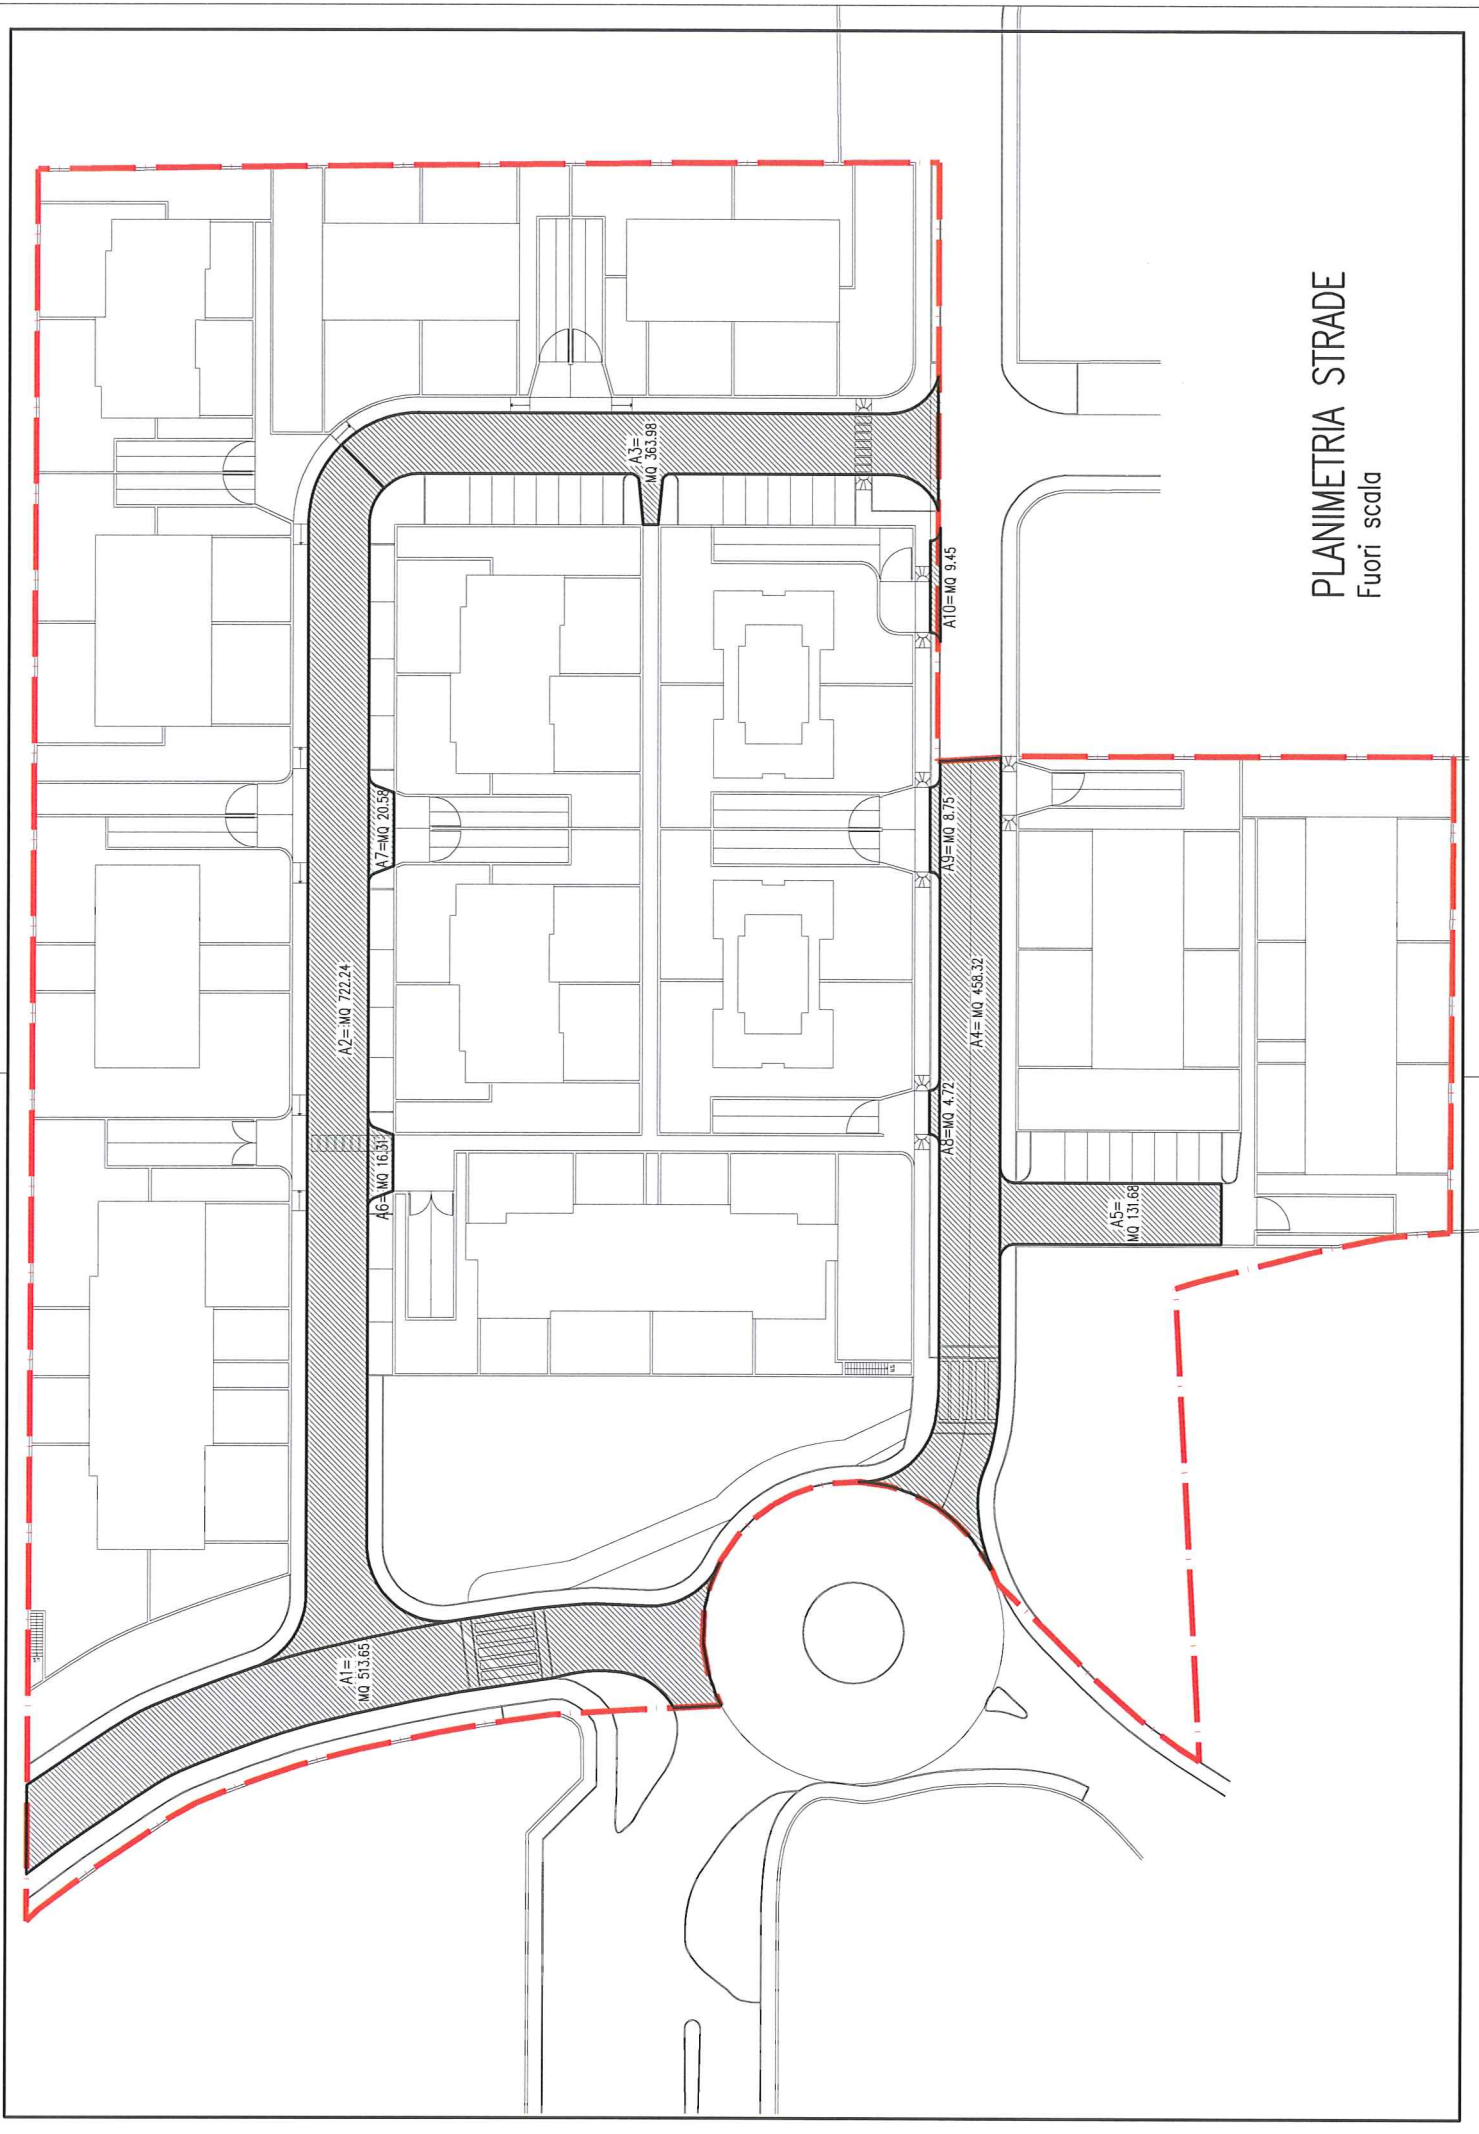 PLANIMETRIA STRADE
Fuori scala
A1=
MQ 513.65
A2=MQ 722.24
A3=
MQ 363.98
A4=MQ 458.32
A5=
MQ 131.68
A6=MQ 16.31
A7=MQ 20.58
A8=MQ 4.72
A9=MQ 8.75
A10=MQ 9.45